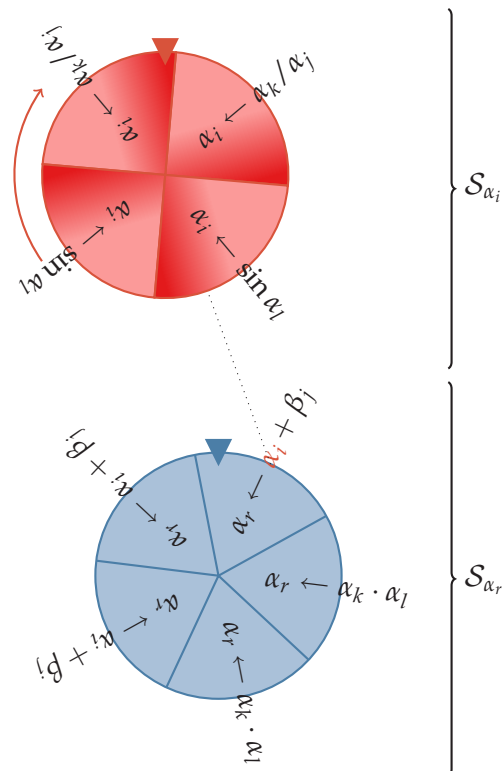 α_i ← α_k/α_j
α_i ← α_k/α_j
α_i ← sin α_l
α_i ← sin α_l
𝒮_{α_i}
α_r ← α_i + β_j
α_r ← α_i + β_j
α_r ← α_k · α_l
α_r ← α_i + β_j
α_r ← α_k · α_l
𝒮_{α_r}